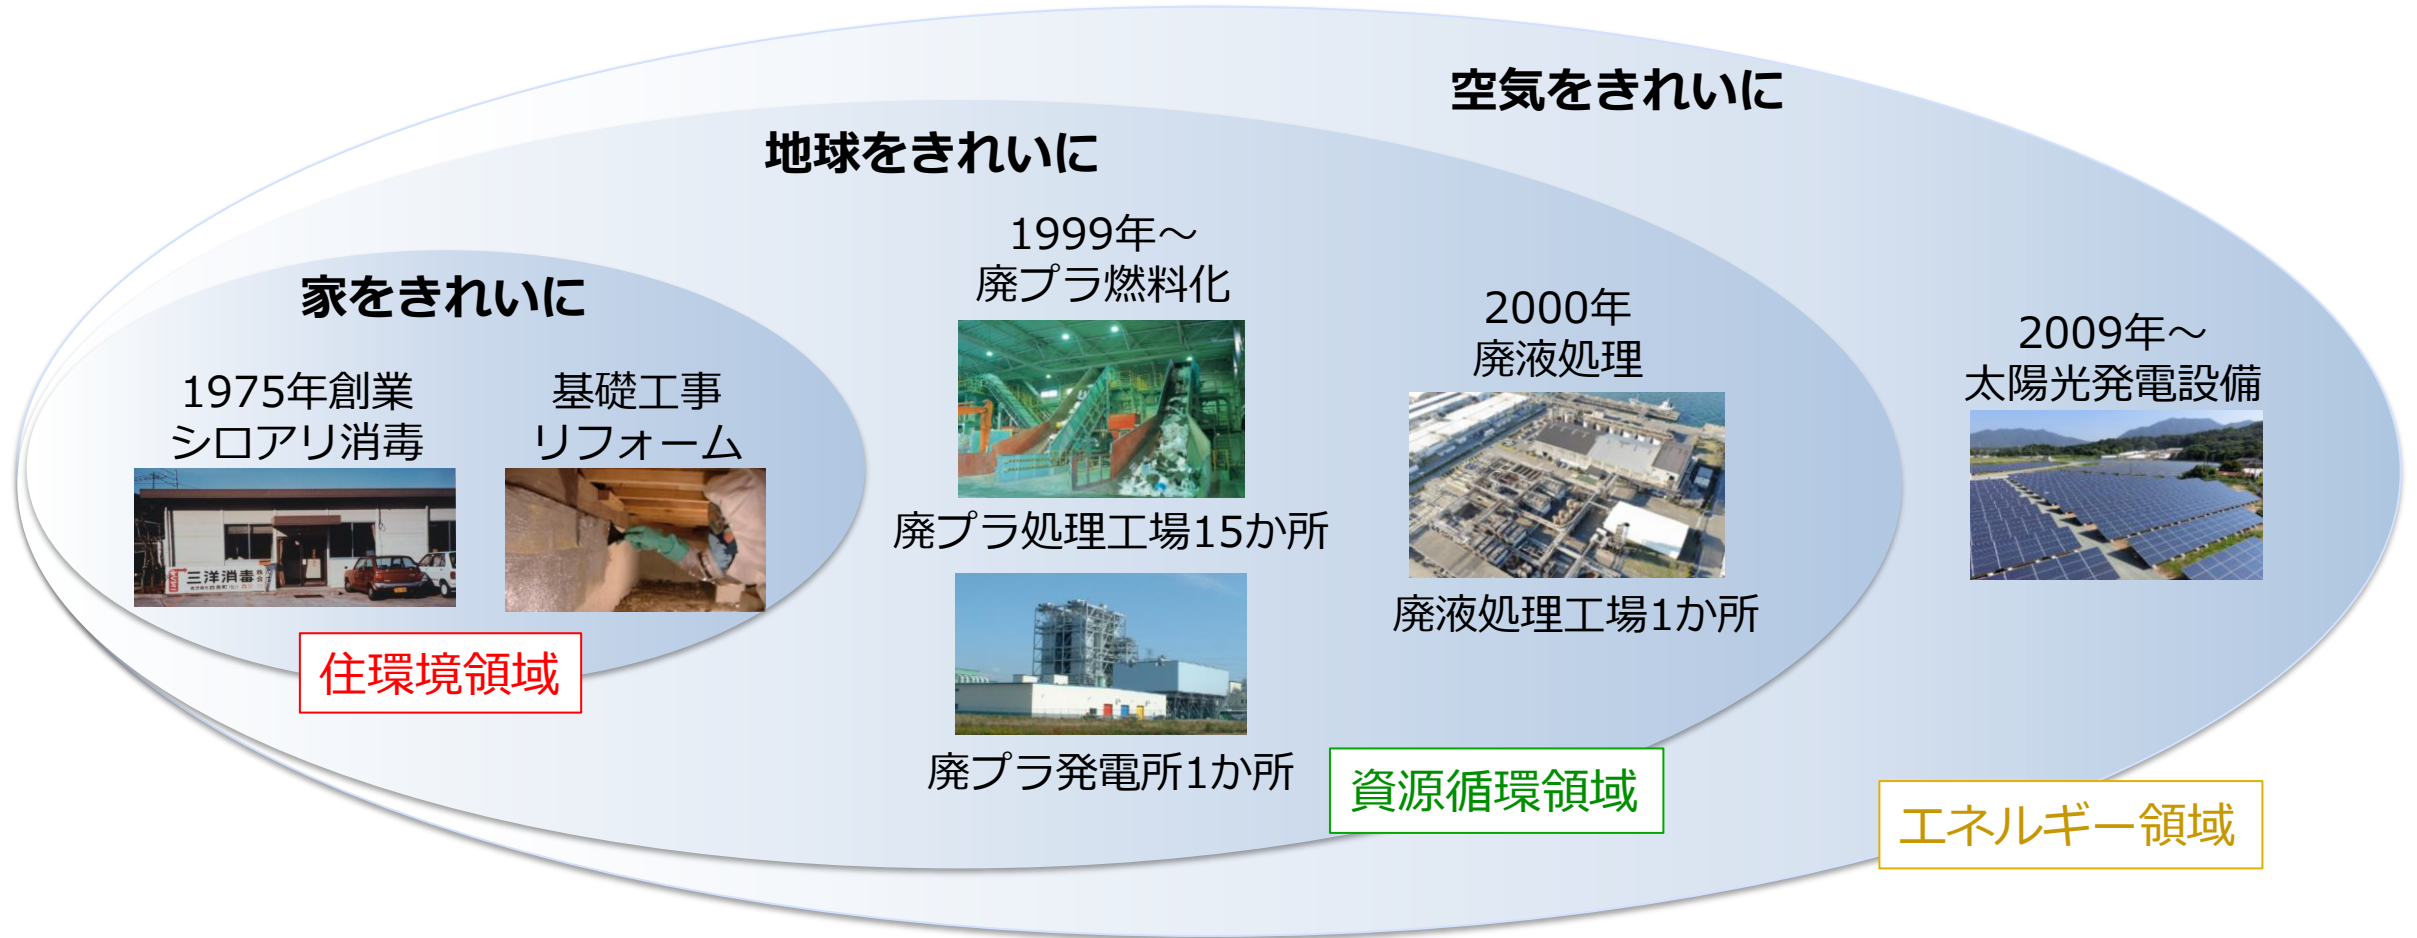 空気をきれいに
地球をきれいに
家をきれいに
1975年創業
シロアリ消毒
三洋消毒
基礎工事
リフォーム
住環境領域
1999年～
廃プラ燃料化
廃プラ処理工場15か所
廃プラ発電所1か所
2000年
廃液処理
廃液処理工場1か所
資源循環領域
2009年～
太陽光発電設備
エネルギー領域